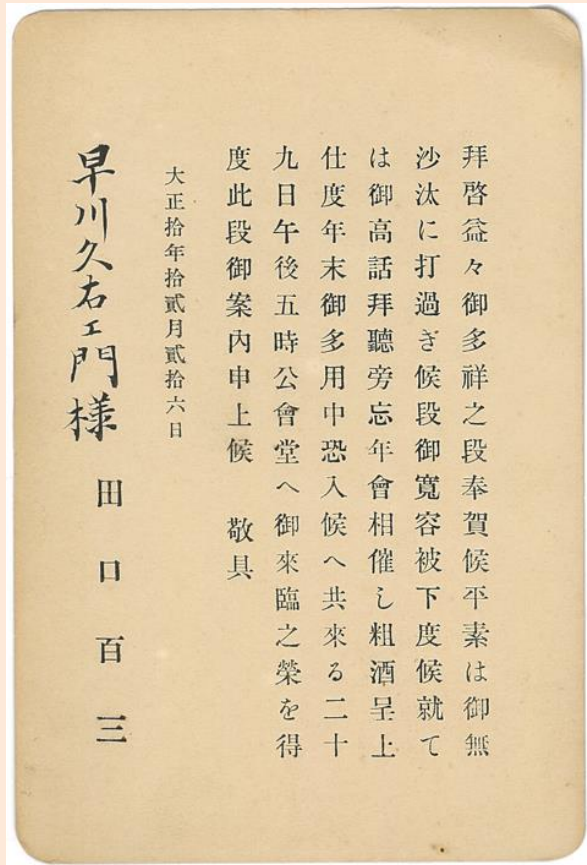 拜啓益々御多祥之段奉賀候平素は御無
沙汰に打過ぎ候段御寬容被下度候就て
は御高話拜聽旁忘年會相催し粗酒呈上
仕度年末御多用中恐入候へ共來る二十
九日午後五時公會堂へ御來臨之榮を得
度此段御案內申上候 敬具
大正拾年拾貳月貳拾六日
田口百三
早川久右エ門様